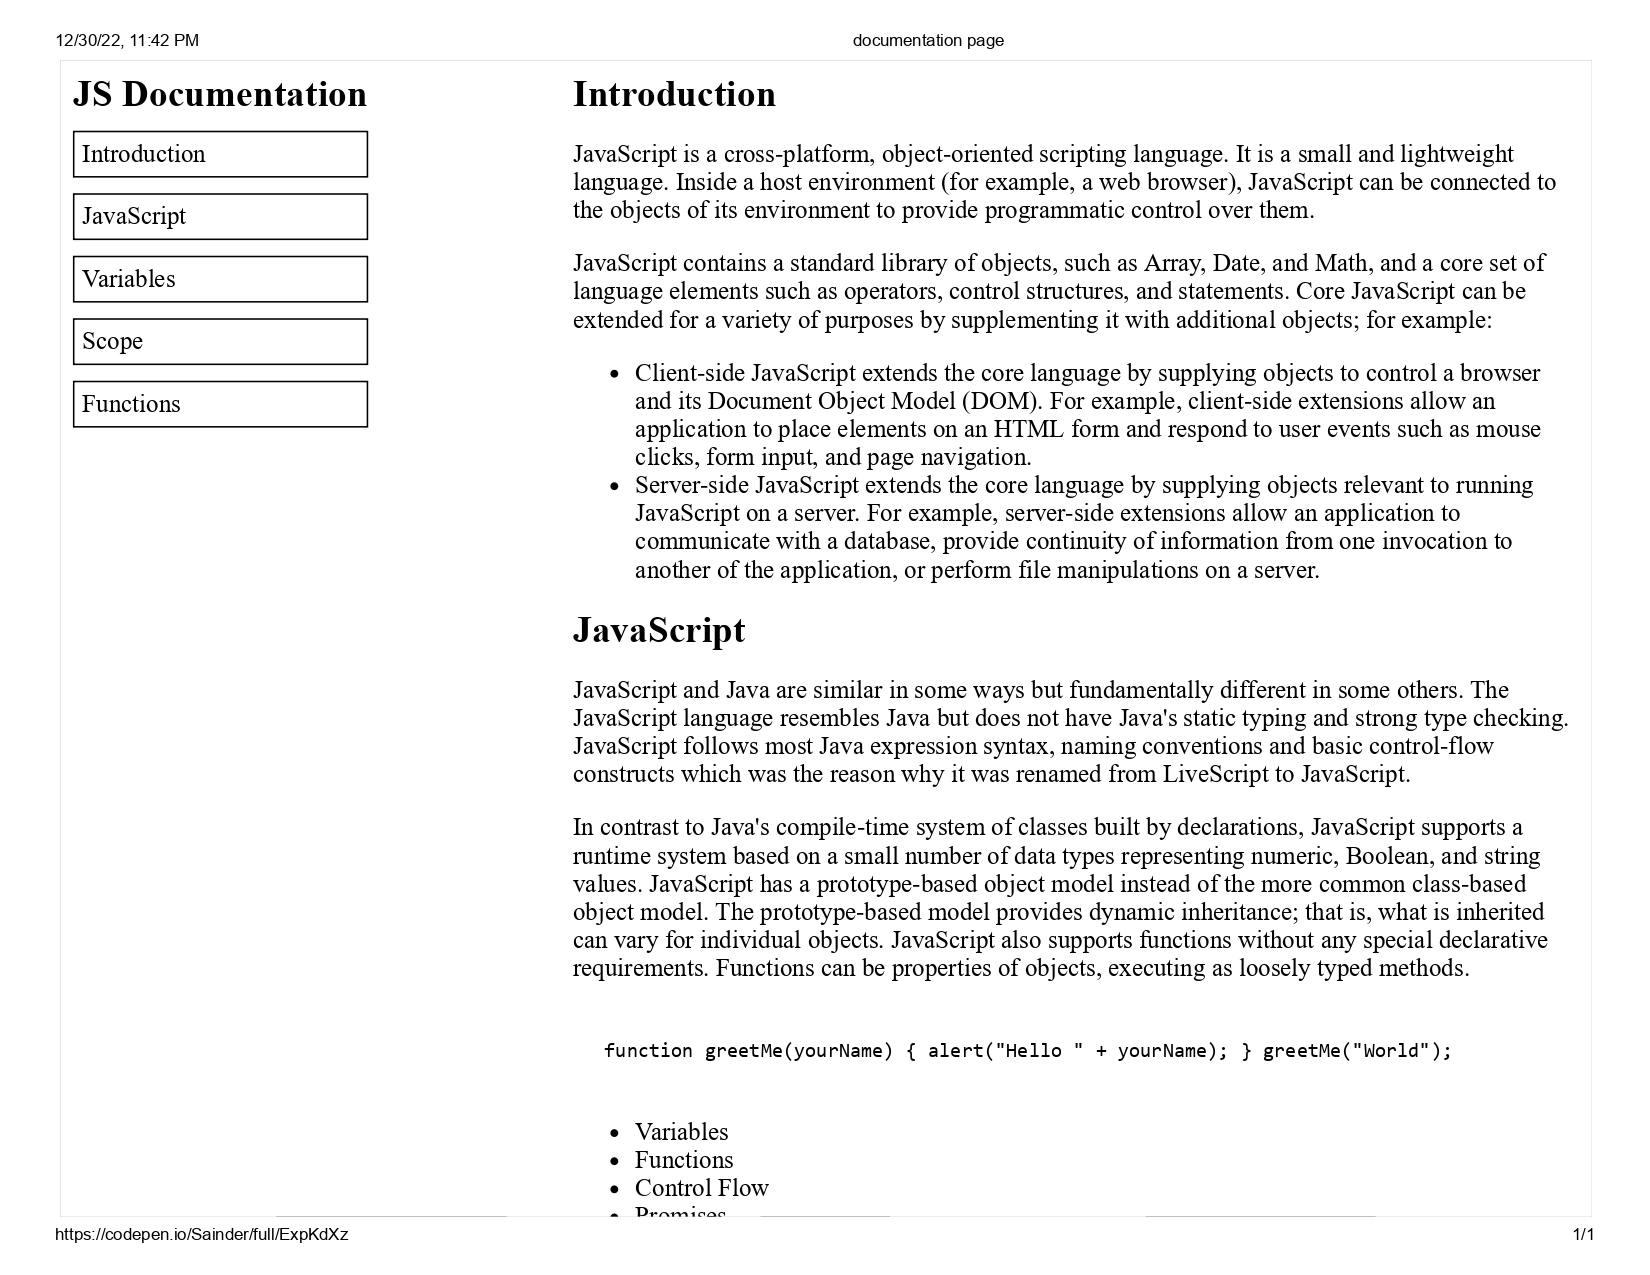 12/30/22, 11:42 PM
documentation page
JS Documentation
Introduction
JavaScript
Variables
Scope
Functions
Introduction
JavaScript is a cross-platform, object-oriented scripting language. It is a small and lightweight
language. Inside a host environment (for example, a web browser), JavaScript can be connected to
the objects of its environment to provide programmatic control over them.
JavaScript contains a standard library of objects, such as Array, Date, and Math, and a core set of
language elements such as operators, control structures, and statements. Core JavaScript can be
extended for a variety of purposes by supplementing it with additional objects; for example:
• Client-side JavaScript extends the core language by supplying objects to control a browser
and its Document Object Model (DOM). For example, client-side extensions allow an
application to place elements on an HTML form and respond to user events such as mouse
clicks, form input, and page navigation.
• Server-side JavaScript extends the core language by supplying objects relevant to running
JavaScript on a server. For example, server-side extensions allow an application to
communicate with a database, provide continuity of information from one invocation to
another of the application, or perform file manipulations on a server.
JavaScript
JavaScript and Java are similar in some ways but fundamentally different in some others. The
JavaScript language resembles Java but does not have Java's static typing and strong type checking.
JavaScript follows most Java expression syntax, naming conventions and basic control-flow
constructs which was the reason why it was renamed from LiveScript to JavaScript.
In contrast to Java's compile-time system of classes built by declarations, JavaScript supports a
runtime system based on a small number of data types representing numeric, Boolean, and string
values. JavaScript has a prototype-based object model instead of the more common class-based
object model. The prototype-based model provides dynamic inheritance; that is, what is inherited
can vary for individual objects. JavaScript also supports functions without any special declarative
requirements. Functions can be properties of objects, executing as loosely typed methods.
function greetMe(yourName) { alert("Hello " + yourName); } greetMe("World");
• Variables
• Functions
• Control Flow
• Promises
https://codepen.io/Sainder/full/ExpKdXz
1/1